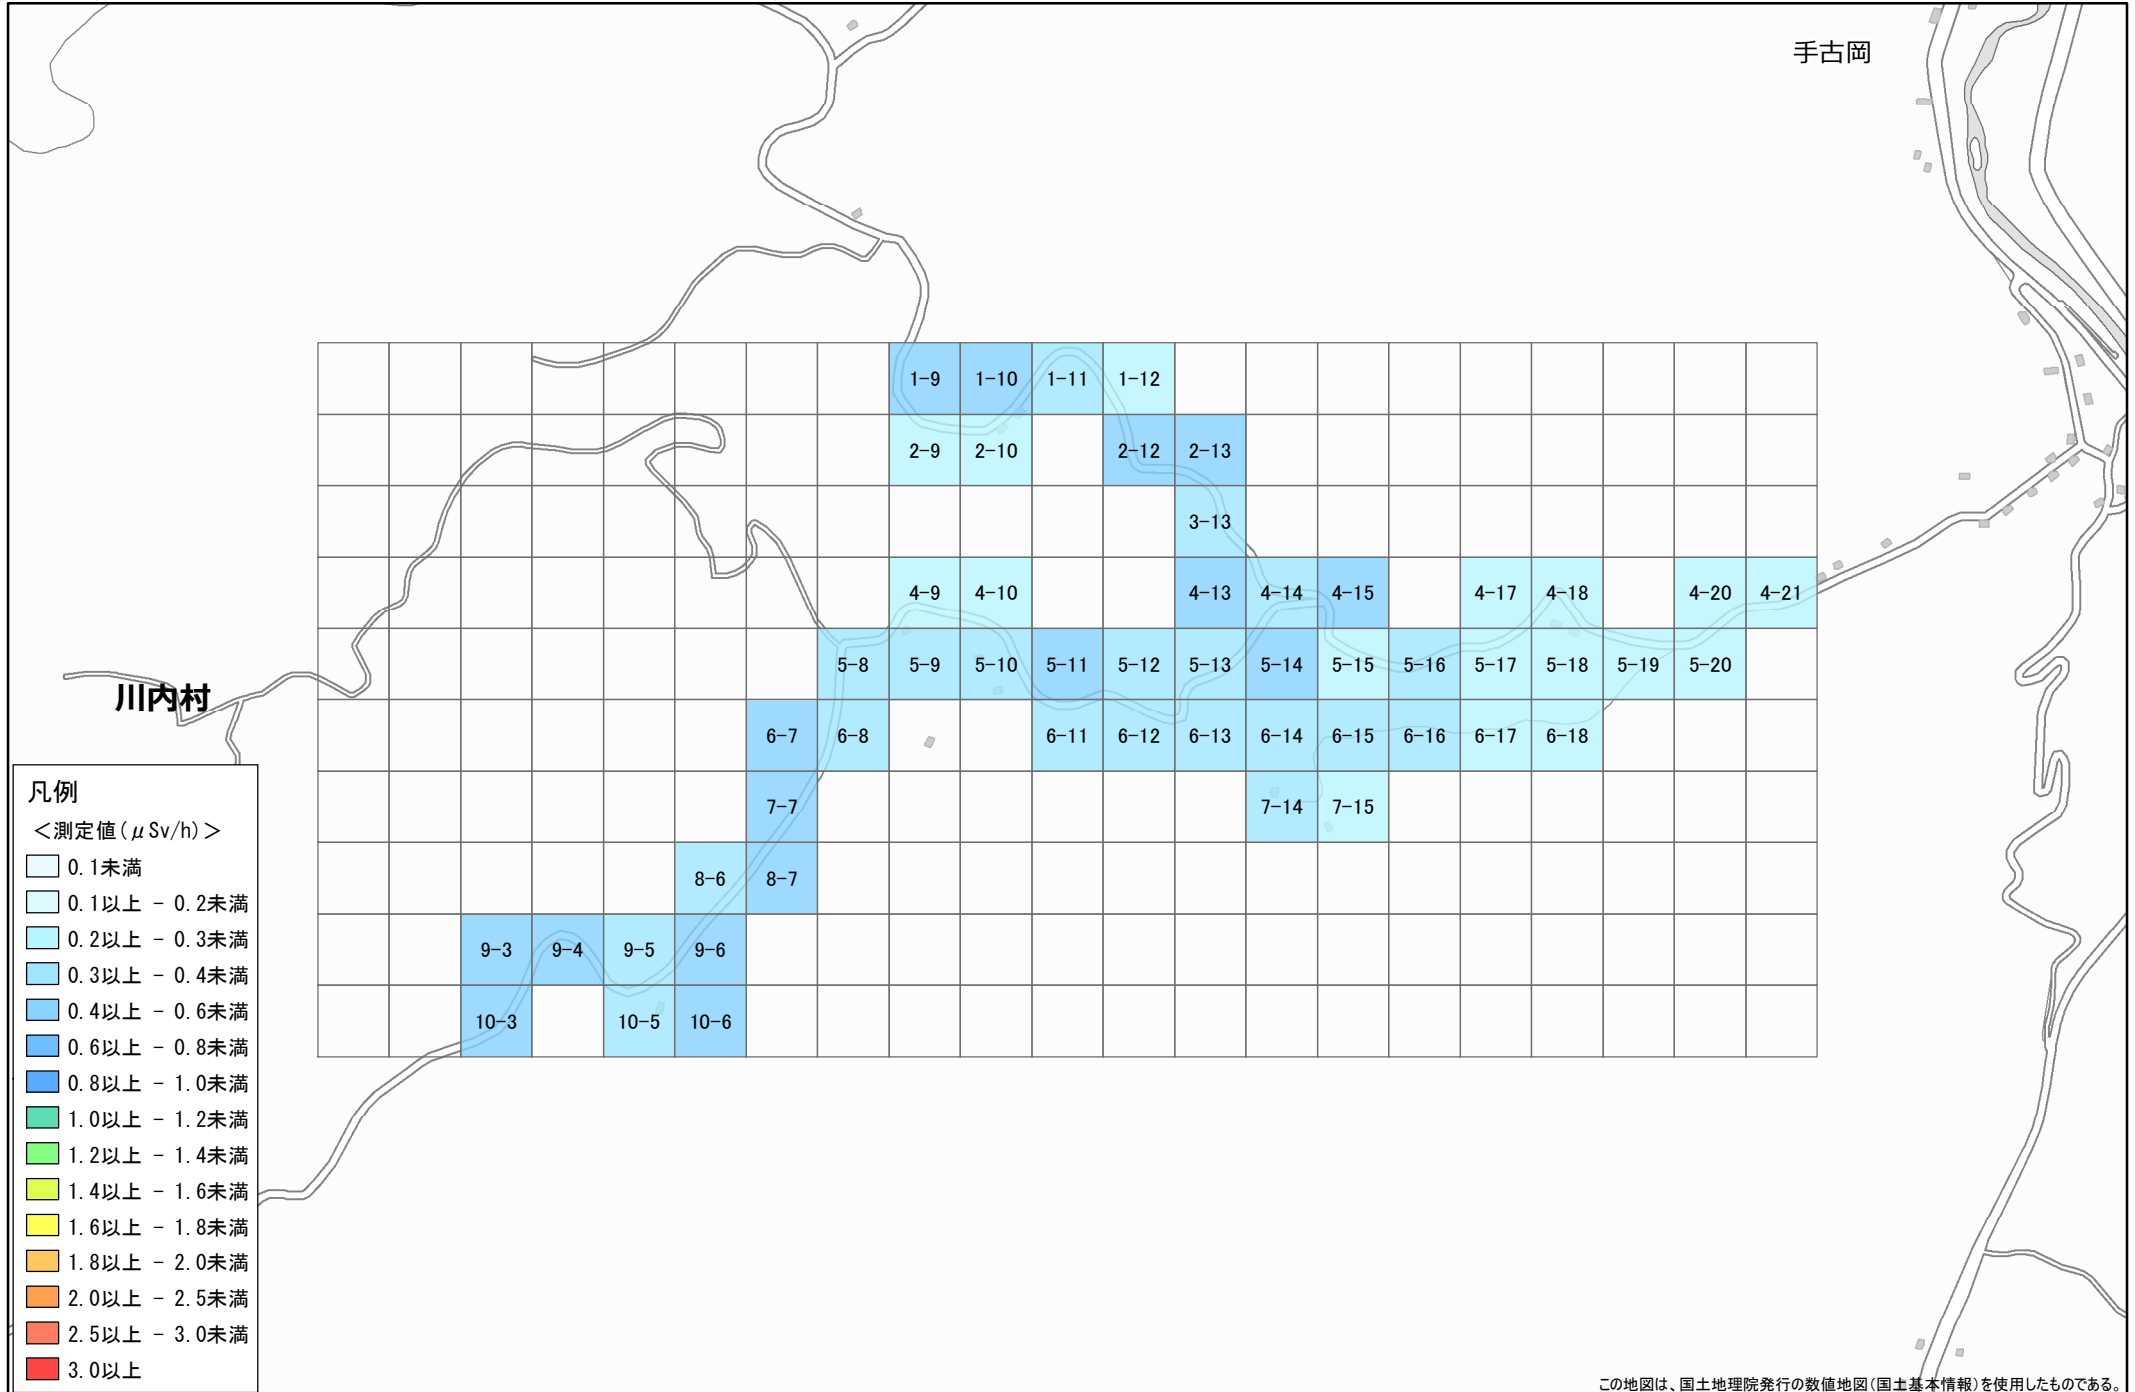 手古岡
1-9 1-10 1-11 1-12
2-9 2-10 2-12 2-13
3-13
4-9 4-10 4-13 4-14 4-15 4-17 4-18 4-20 4-21
5-8 5-9 5-10 5-11 5-12 5-13 5-14 5-15 5-16 5-17 5-18 5-19 5-20
川内村
6-7 6-8 6-11 6-12 6-13 6-14 6-15 6-16 6-17 6-18
7-7 7-14 7-15
8-6 8-7
9-3 9-4 9-5 9-6
10-3 10-5 10-6
凡例
＜測定値(μSv/h)＞
0.1未満
0.1以上 - 0.2未満
0.2以上 - 0.3未満
0.3以上 - 0.4未満
0.4以上 - 0.6未満
0.6以上 - 0.8未満
0.8以上 - 1.0未満
1.0以上 - 1.2未満
1.2以上 - 1.4未満
1.4以上 - 1.6未満
1.6以上 - 1.8未満
1.8以上 - 2.0未満
2.0以上 - 2.5未満
2.5以上 - 3.0未満
3.0以上
この地図は、国土地理院発行の数値地図(国土基本情報)を使用したものである。